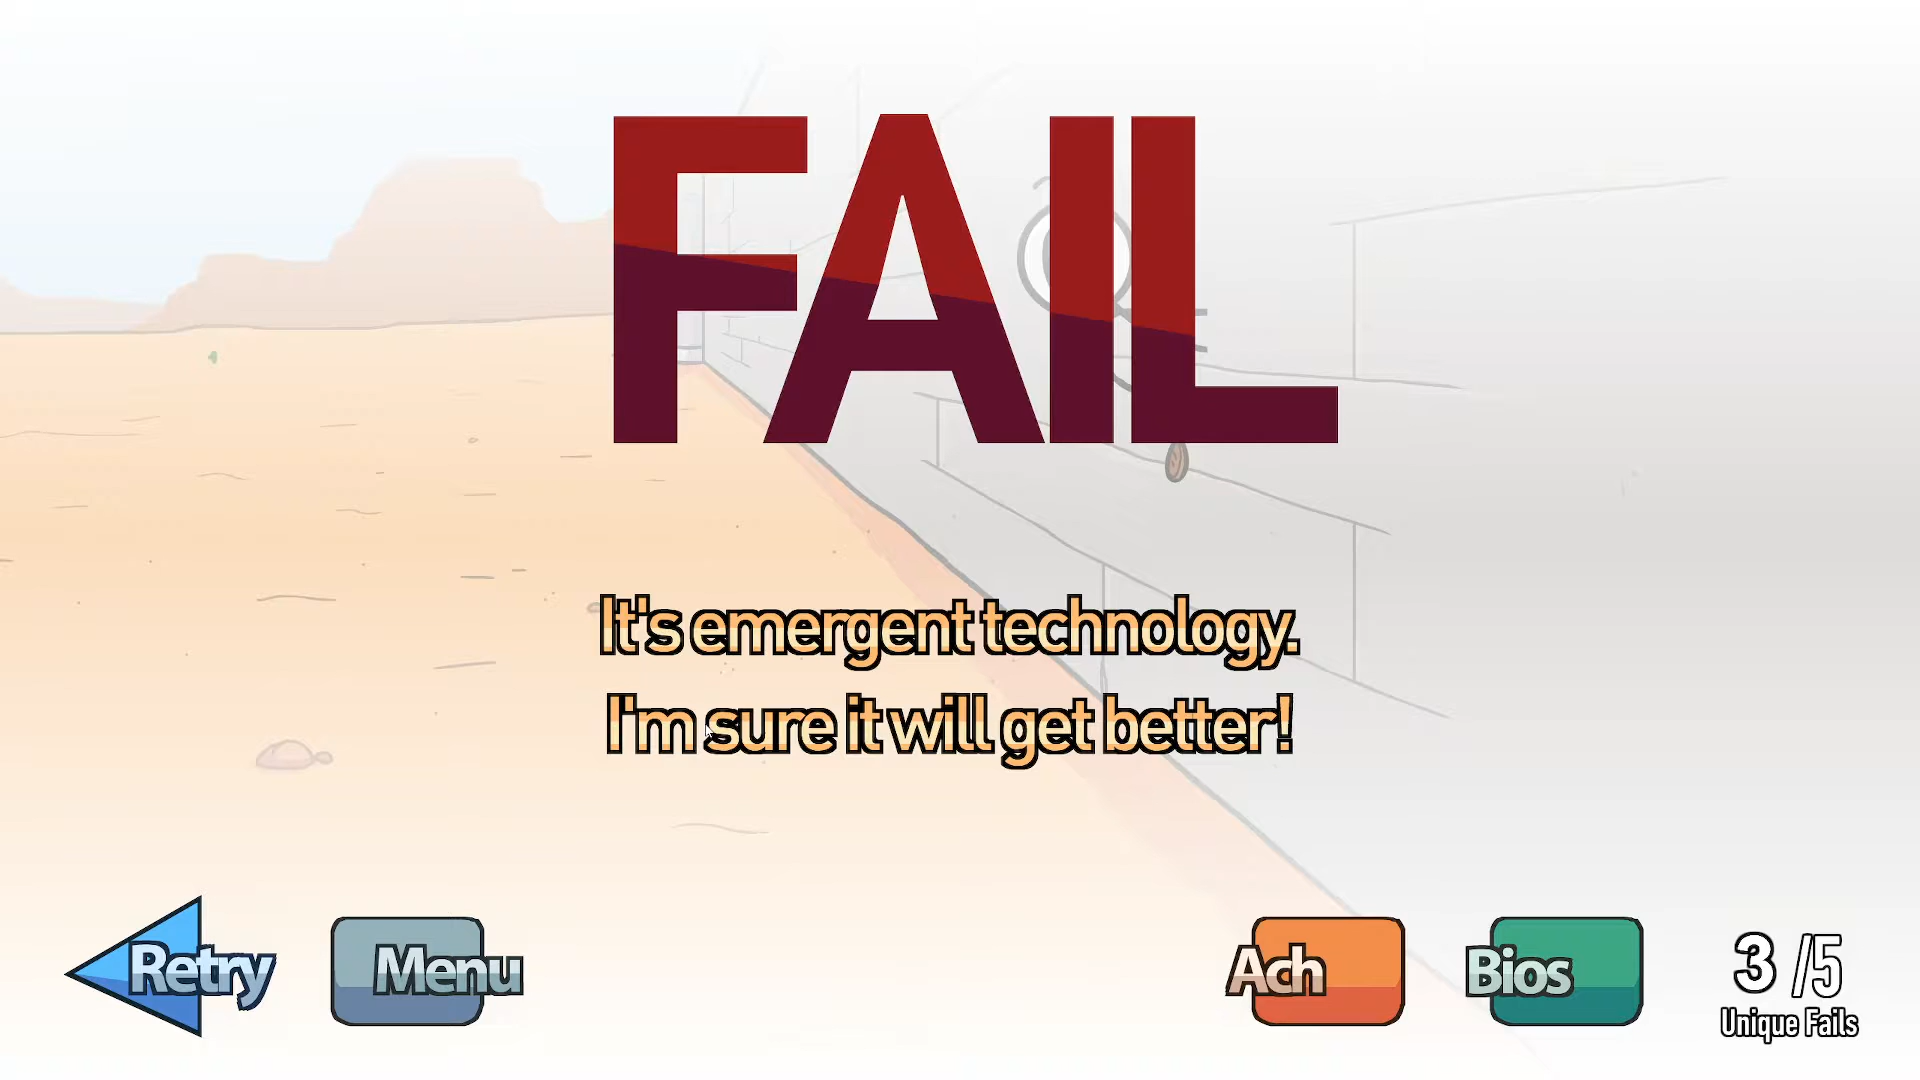 FAIL
It's emergent technology.
I'm sure it will get better!
Retry
Menu
Ach
Bios
3 /5
Unique Fails